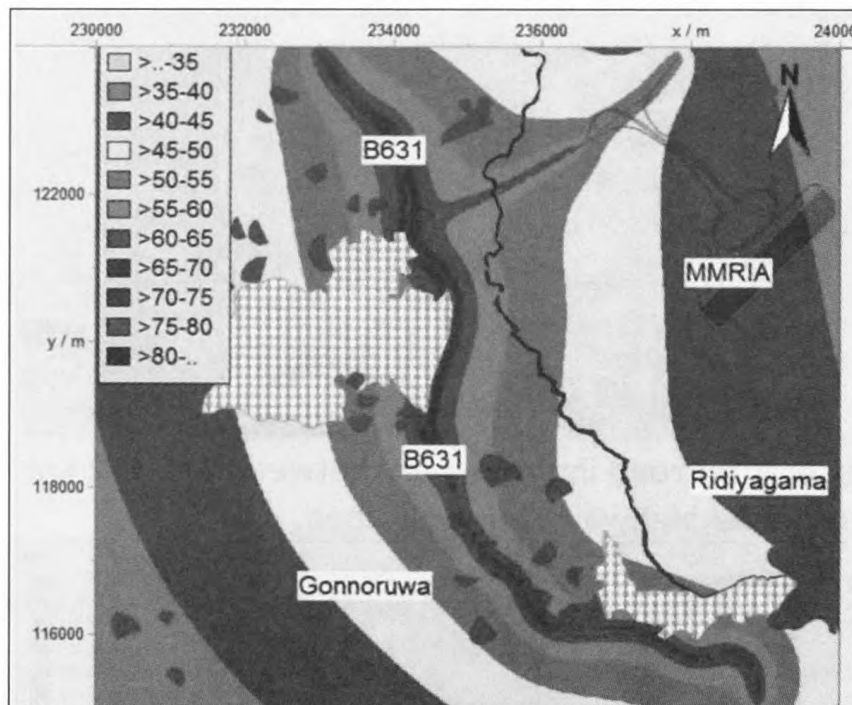 230000 232000 234000 236000 x / m 24000
>..-35
>35-40
>40-45
>45-50
>50-55
>55-60
>60-65
>65-70
>70-75
>75-80
>80-..
N
B631
122000
MMRIA
y / m
B631
118000
Ridiyagama
Gonnoruwa
116000